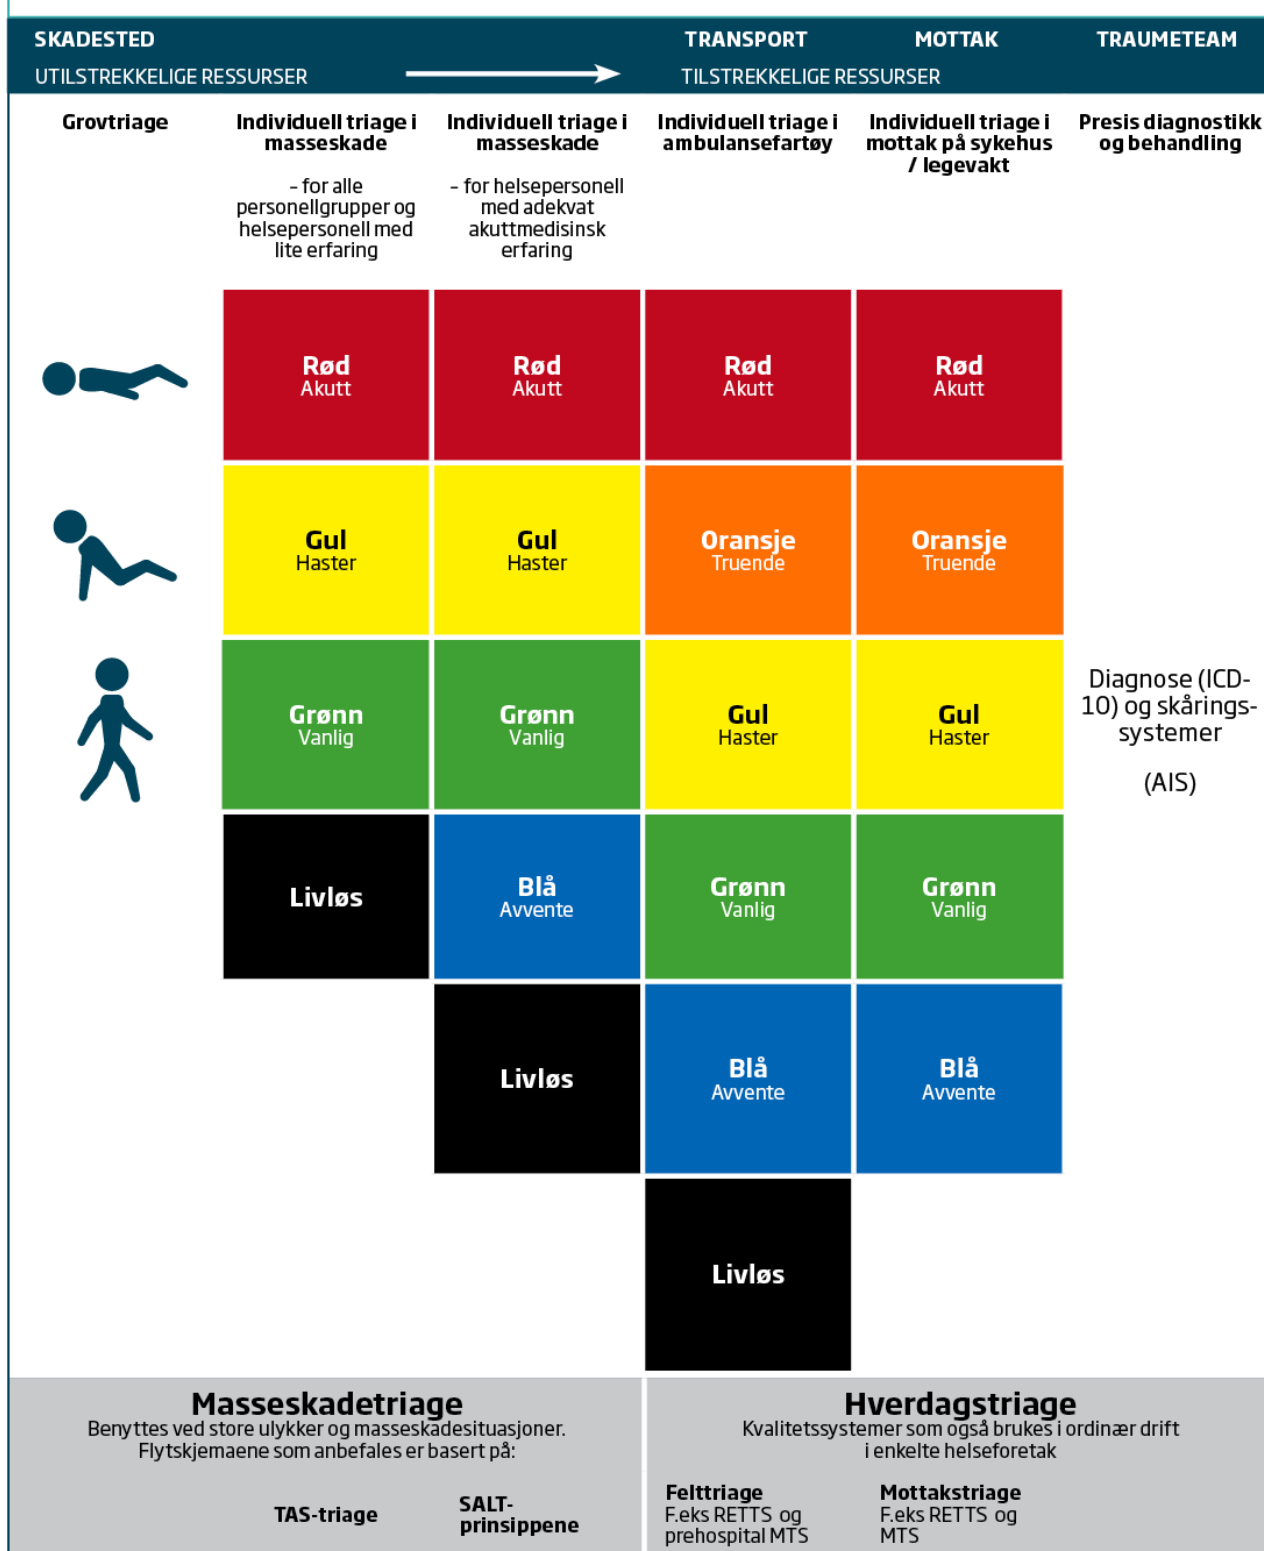 SKADESTED
TRANSPORT
MOTTAK
TRAUMETEAM
UTILSTREKKELIGE RESSURSER
TILSTREKKELIGE RESSURSER
Grovtriage
Individuell triage i
masseskade
– for alle
personellgrupper og
helsepersonell med
lite erfaring
Individuell triage i
masseskade
– for helsepersonell
med adekvat
akuttmedisinsk
erfaring
Individuell triage i
ambulansefartøy
Individuell triage i
mottak på sykehus
/ legevakt
Presis diagnostikk
og behandling
Rød
Akutt
Rød
Akutt
Rød
Akutt
Rød
Akutt
Gul
Haster
Gul
Haster
Oransje
Truende
Oransje
Truende
Grønn
Vanlig
Grønn
Vanlig
Gul
Haster
Gul
Haster
Diagnose (ICD-
10) og skårings-
systemer
(AIS)
Livløs
Blå
Avvente
Grønn
Vanlig
Grønn
Vanlig
Livløs
Blå
Avvente
Blå
Avvente
Livløs
Masseskadetriage
Benyttes ved store ulykker og masseskadesituasjoner.
Flytskjemaene som anbefales er basert på:
TAS-triage
SALT-
prinsippene
Hverdagstriage
Kvalitetssystemer som også brukes i ordinær drift
i enkelte helseforetak
Felttriage
F.eks RETTS og
prehospital MTS
Mottakstriage
F.eks RETTS og
MTS